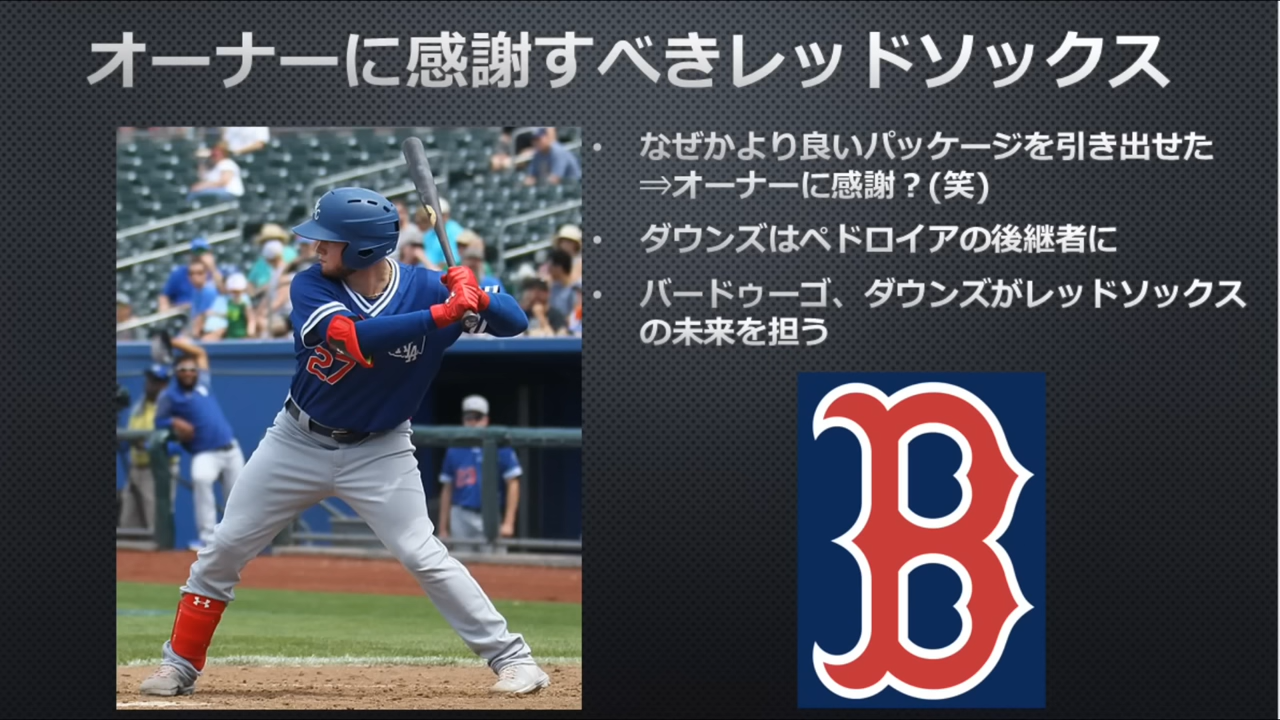 オーナーに感謝すべきレッドソックス
• なぜかより良いパッケージを引き出せた
⇒オーナーに感謝？(笑)
• ダウンズはペドロイアの後継者に
• バードゥーゴ、ダウンズがレッドソックス
の未来を担う
27
B